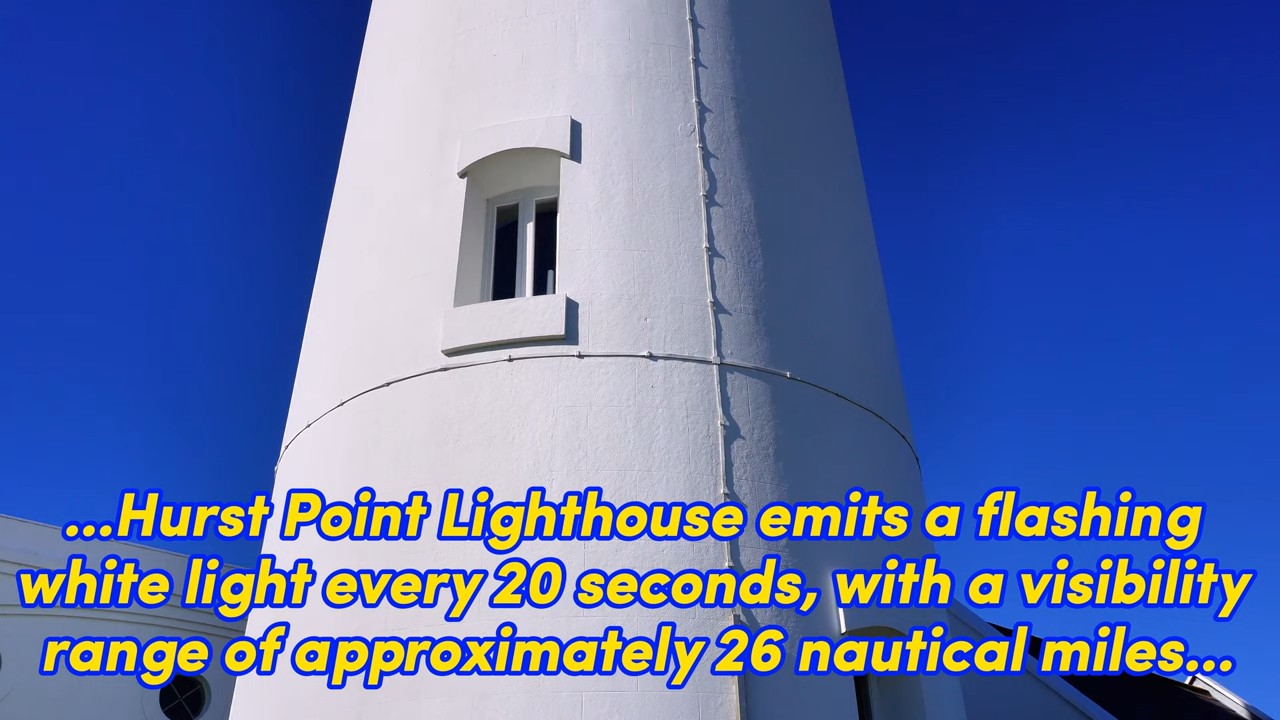 ...Hurst Point Lighthouse emits a flashing
white light every 20 seconds, with a visibility
range of approximately 26 nautical miles...